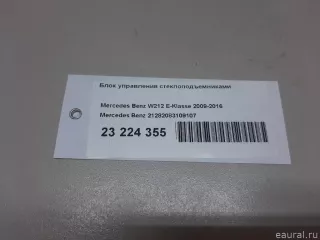 Блок управления стеклоподъемниками
Mercedes Benz W212 E-Klasse 2009-2016
Mercedes Benz 21282093109107
23 224 355
eaural.ru